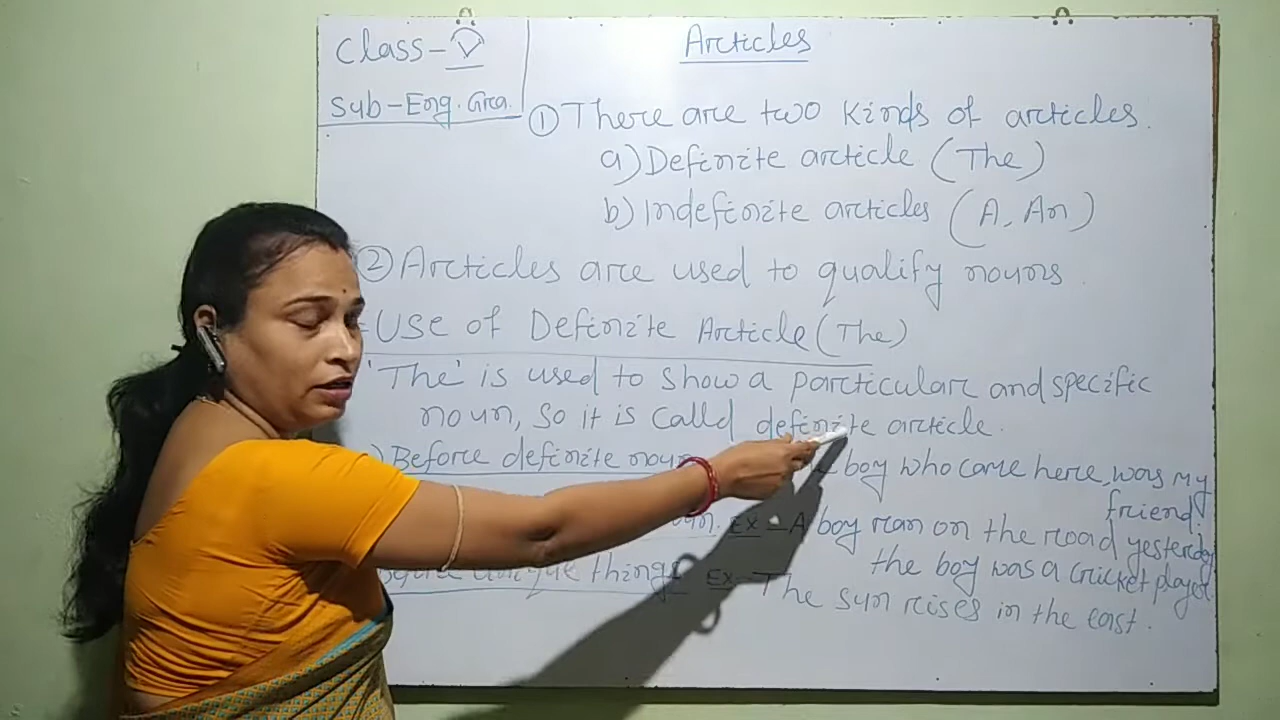 Class-V
Sub-Eng. Gra.
Articles
① There are two kinds of articles.
a) Definite article (The)
b) Indefinite articles (A, An)
② Articles are used to qualify nouns.
Use of Definite Article (The)
'The' is used to show a particular and specific
noun, so it is calld definite article.
Before definite noun boy who came here, was my
friend.
Ex - A boy ran on the road yesterday
the boy was a cricket player
unique things Ex - The sun rises in the east.